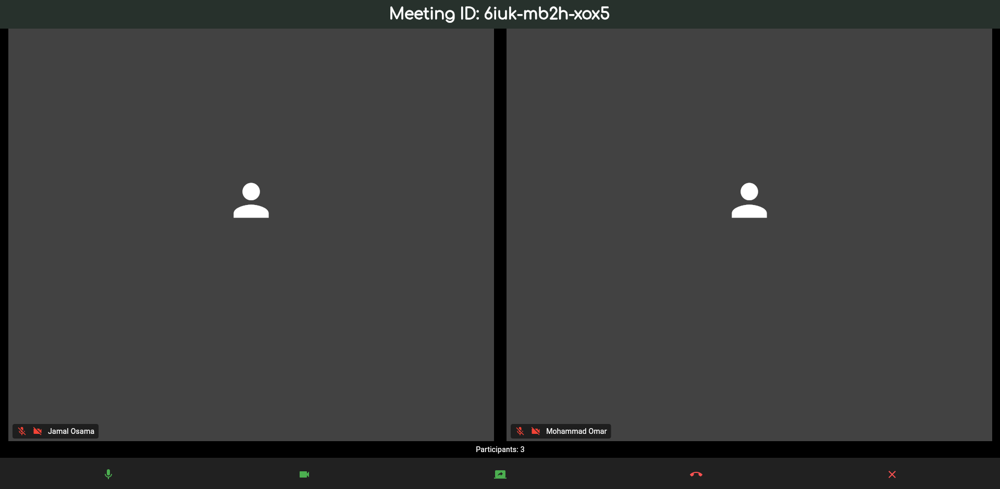 Meeting ID: 6iuk-mb2h-xox5
Jamal Osama
Mohammad Omar
Participants: 3